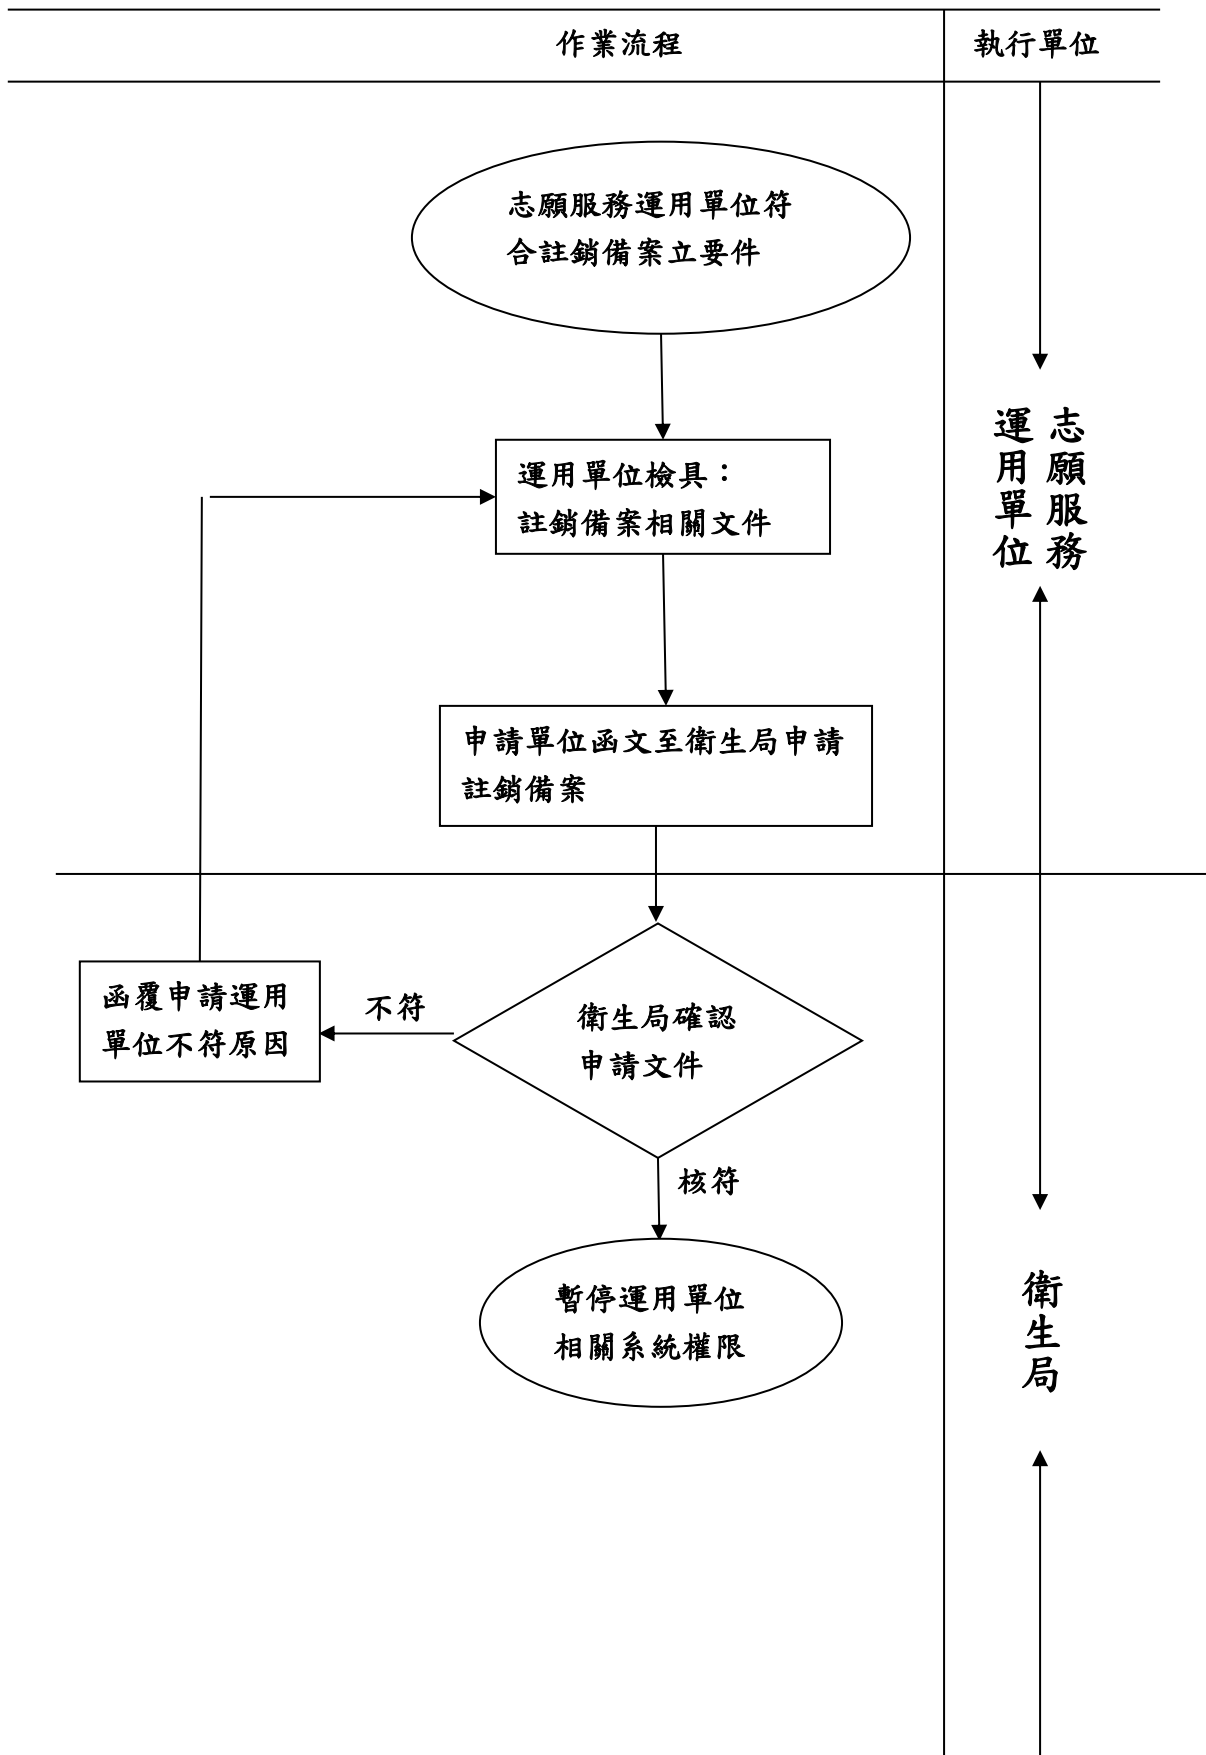 作業流程
執行單位
志願服務運用單位符
合註銷備案立要件
運用單位檢具：
註銷備案相關文件
申請單位函文至衛生局申請
註銷備案
志願服務
運用單位
衛生局確認
申請文件
不符
函覆申請運用
單位不符原因
核符
暫停運用單位
相關系統權限
衛生局